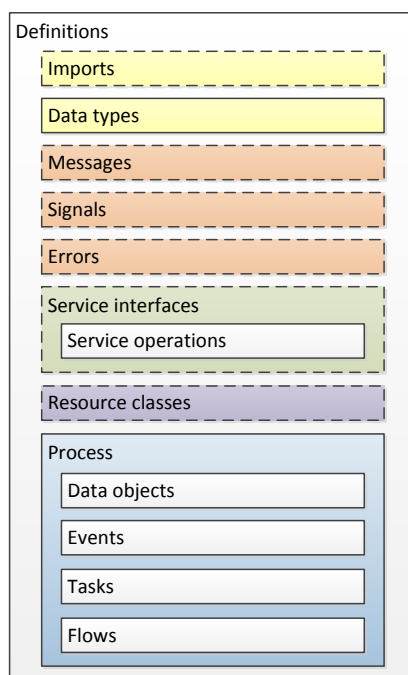 Definitions
Imports
Data types
Messages
Signals
Errors
Service interfaces
Service operations
Resource classes
Process
Data objects
Events
Tasks
Flows